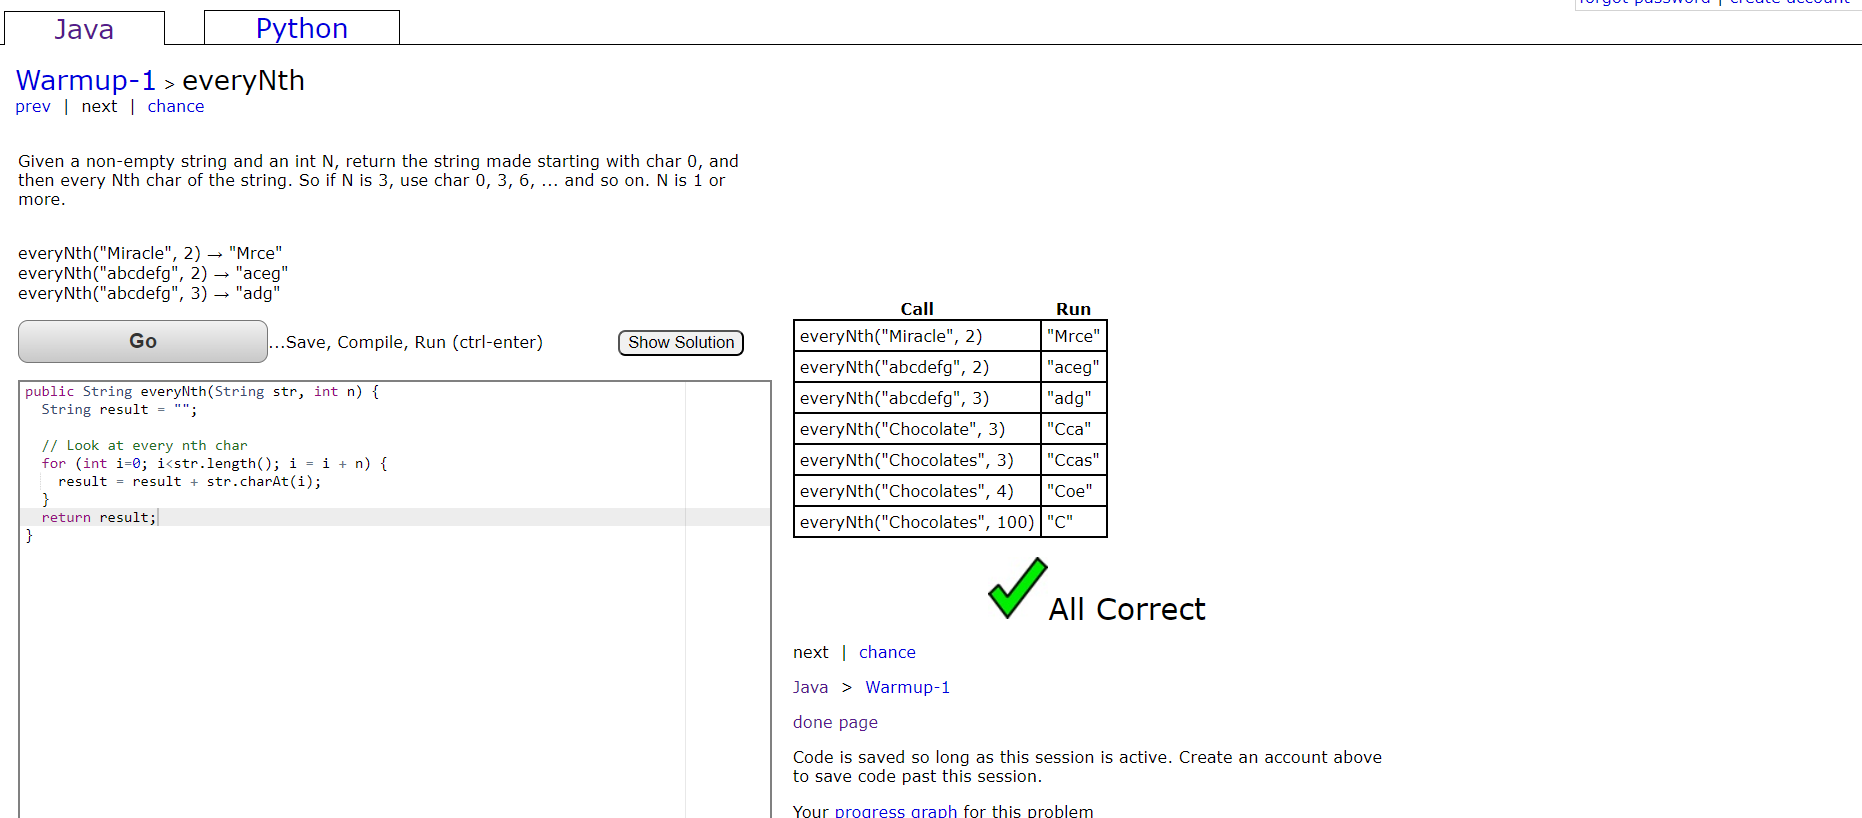 forgot password | create account
Java
Python
Warmup-1 > everyNth
prev | next | chance
Given a non-empty string and an int N, return the string made starting with char 0, and
then every Nth char of the string. So if N is 3, use char 0, 3, 6, ... and so on. N is 1 or
more.
everyNth("Miracle", 2) → "Mrce"
everyNth("abcdefg", 2) → "aceg"
everyNth("abcdefg", 3) → "adg"
Go
...Save, Compile, Run (ctrl-enter)
Show Solution
public String everyNth(String str, int n) {
  String result = "";
  // Look at every nth char
  for (int i=0; i<str.length(); i = i + n) {
    result = result + str.charAt(i);
  }
  return result;
}
Call Run
everyNth("Miracle", 2) "Mrce"
everyNth("abcdefg", 2) "aceg"
everyNth("abcdefg", 3) "adg"
everyNth("Chocolate", 3) "Cca"
everyNth("Chocolates", 3) "Ccas"
everyNth("Chocolates", 4) "Coe"
everyNth("Chocolates", 100) "C"
All Correct
next | chance
Java > Warmup-1
done page
Code is saved so long as this session is active. Create an account above
to save code past this session.
Your progress graph for this problem